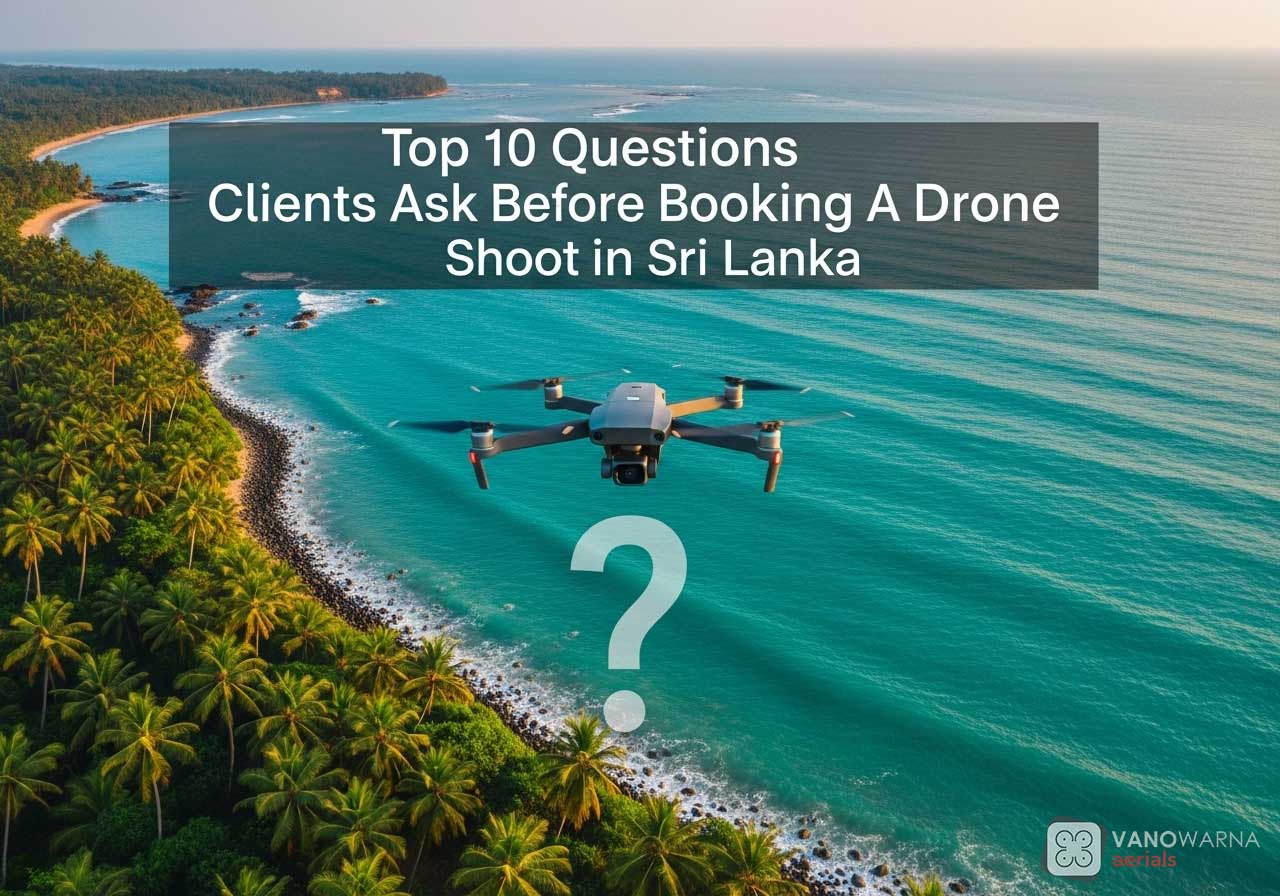 Top 10 Questions
Clients Ask Before Booking A Drone
Shoot in Sri Lanka
?
VANOWARNA
aerials